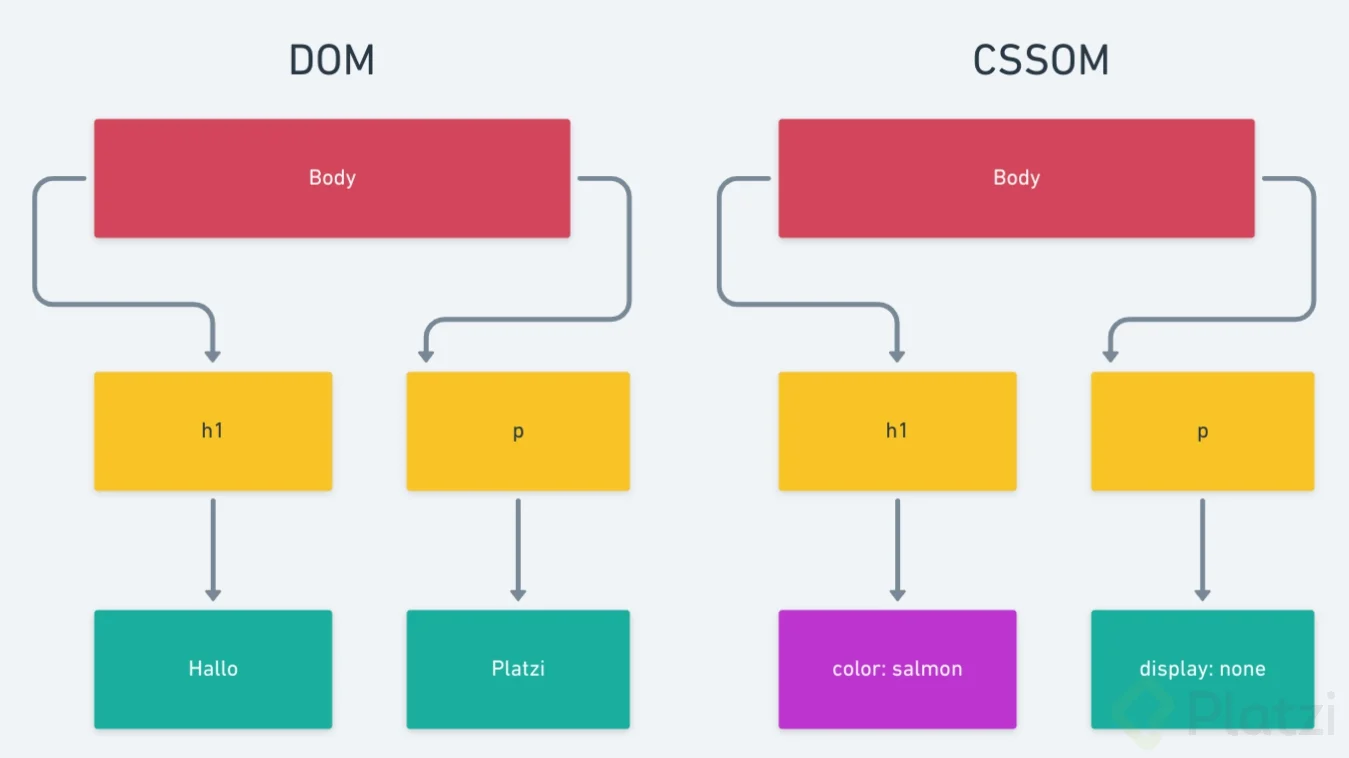 DOM
CSSOM
Body
Body
h1
p
h1
p
Hallo
Platzi
color: salmon
display: none
Platzi